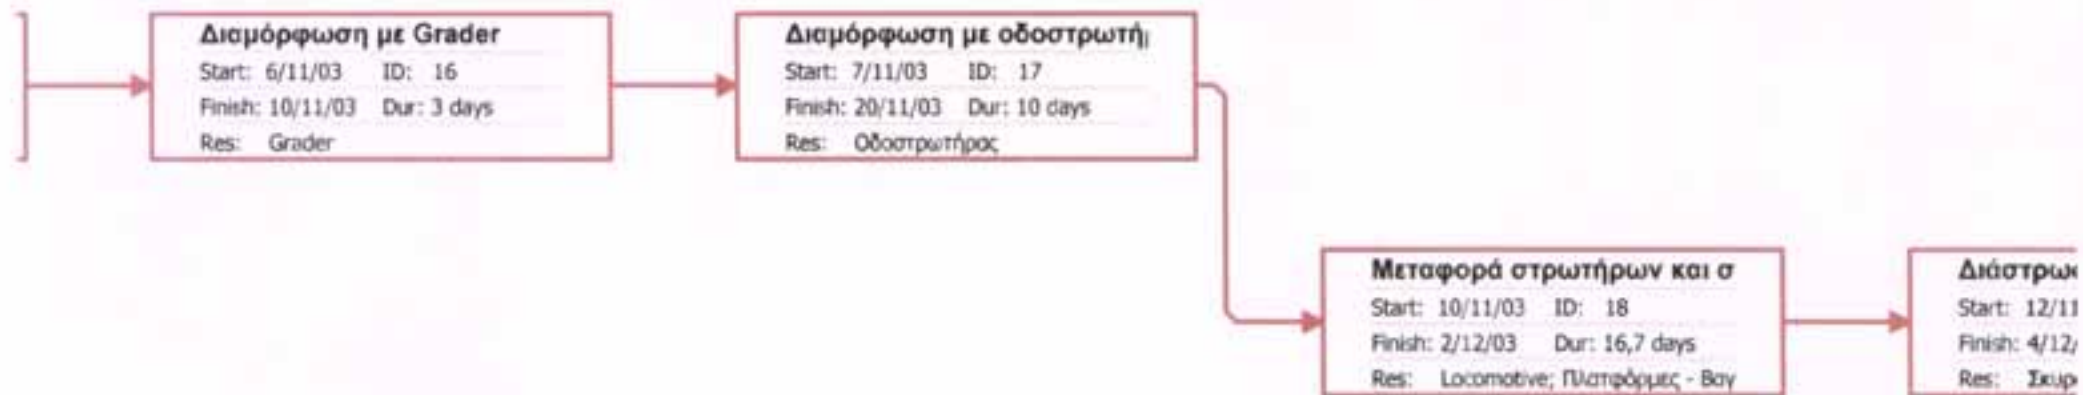 Διαμόρφωση με Grader
Start: 6/11/03 ID: 16
Finish: 10/11/03 Dur: 3 days
Res: Grader
Διαμόρφωση με οδοστρωτή
Start: 7/11/03 ID: 17
Finish: 20/11/03 Dur: 10 days
Res: Οδοστρωτήρας
Μεταφορά στρωτήρων και σ
Start: 10/11/03 ID: 18
Finish: 2/12/03 Dur: 16,7 days
Res: Locomotive; Πλατφόρμες - Βαγ
Διάστρω
Start: 12/11
Finish: 4/12/
Res: Σκυρ